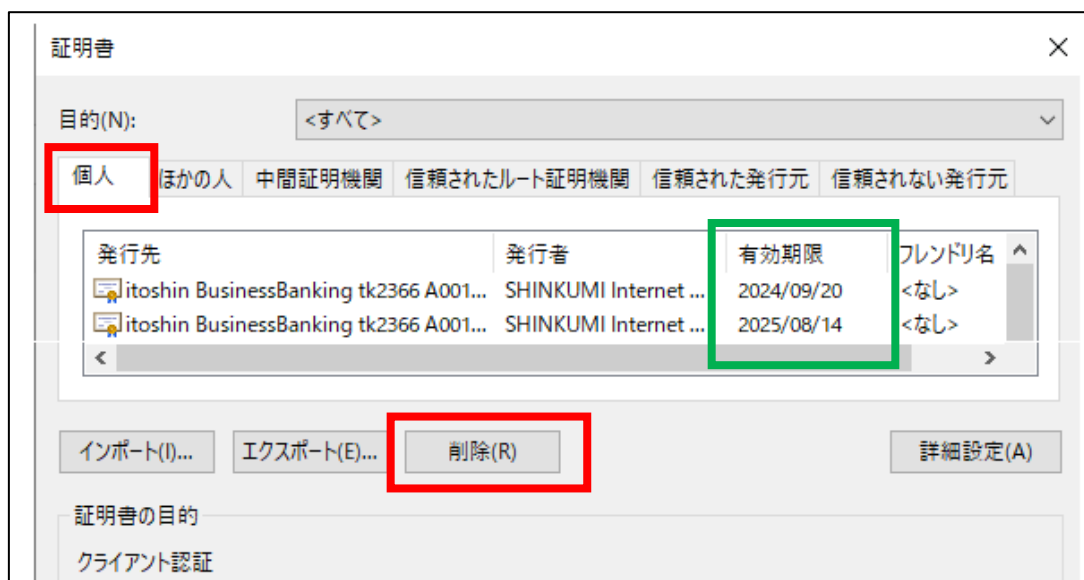 証明書
目的(N): <すべて>
個人 ほかの人 中間証明機関 信頼されたルート証明機関 信頼された発行元 信頼されない発行元
発行先 発行者 有効期限 フレンドリ名
itoshin BusinessBanking tk2366 A001... SHINKUMI Internet ... 2024/09/20 <なし>
itoshin BusinessBanking tk2366 A001... SHINKUMI Internet ... 2025/08/14 <なし>
インポート(I)... エクスポート(E)... 削除(R) 詳細設定(A)
証明書の目的
クライアント認証